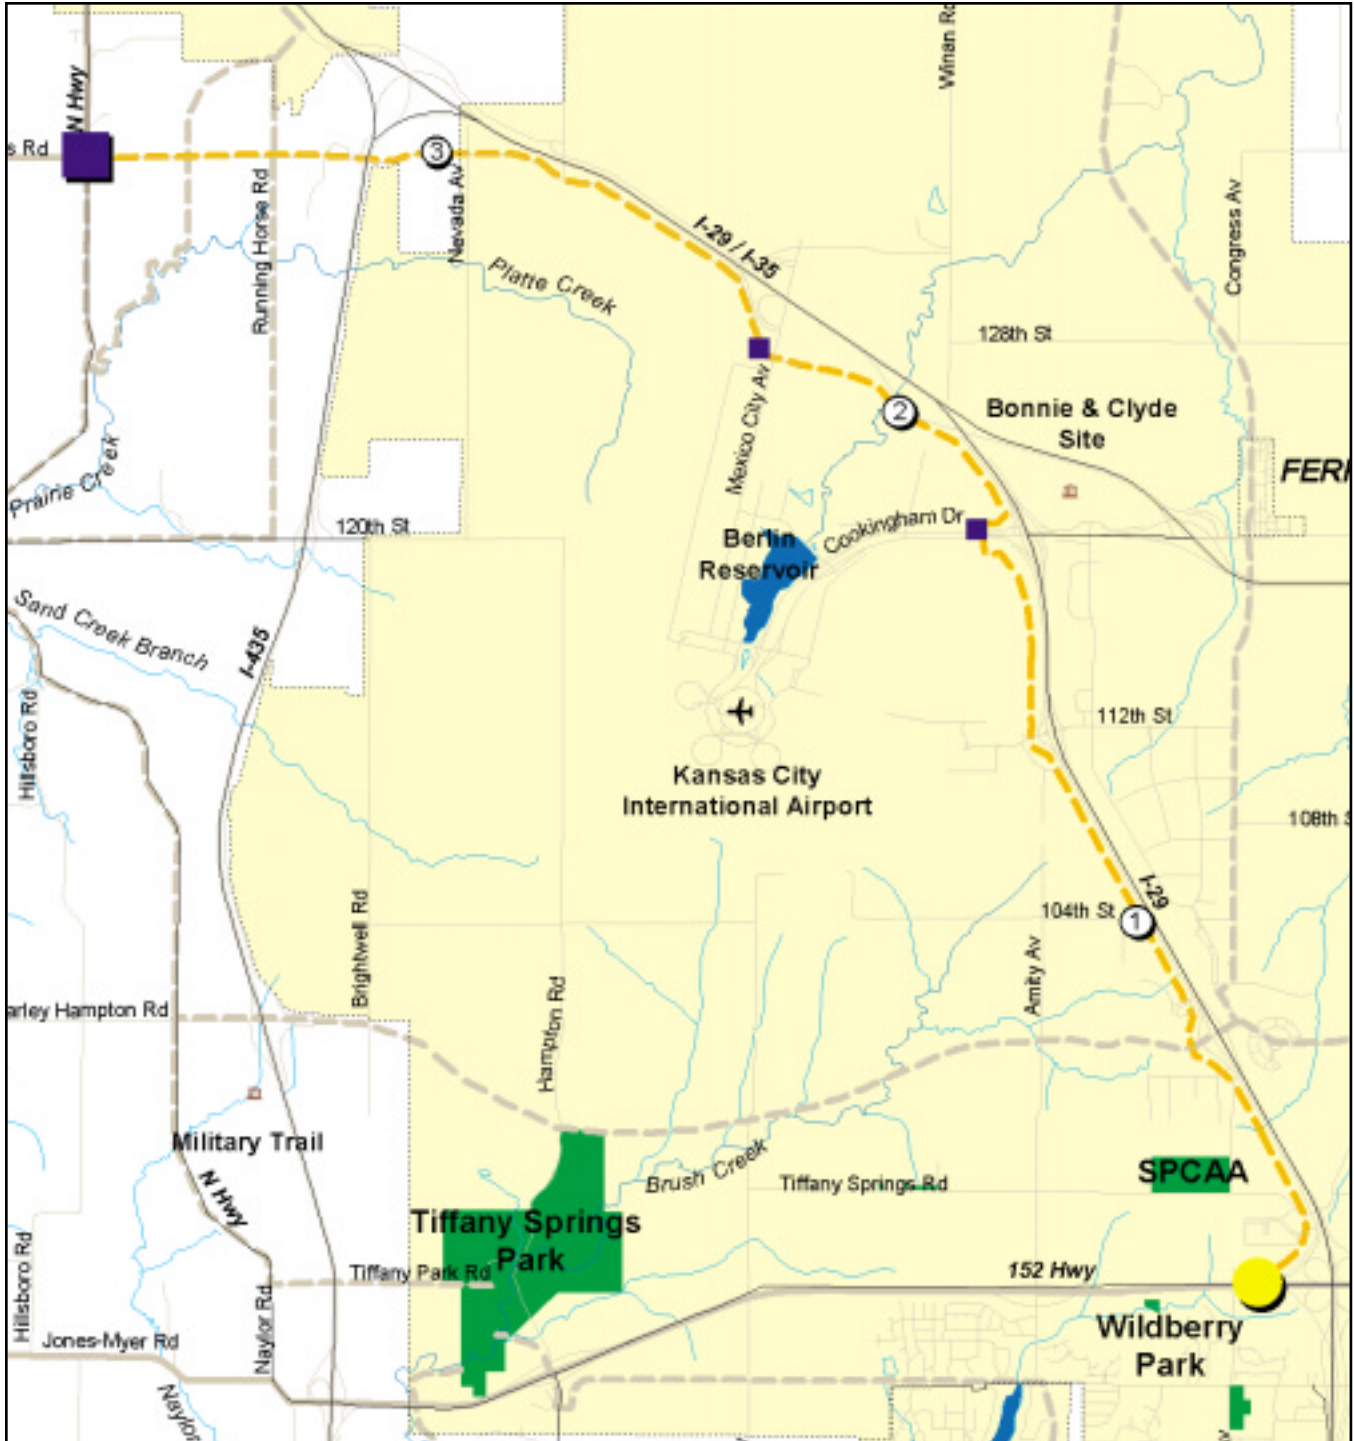 N Hwy
Winan Rd
s Rd
3
Nevada Av
Running Horse Rd
Congress Av
I-29 / I-35
Platte Creek
128th St
Mexico City Av
2
Bonnie & Clyde
Site
Prairie Creek
FER
120th St
Cookingham Dr
Berlin
Reservoir
Sand Creek Branch
I-435
Hillsboro Rd
112th St
Kansas City
International Airport
108th S
I-29
104th St
1
Brightwell Rd
Amity Av
Hampton Rd
arley Hampton Rd
Military Trail
Brush Creek
Tiffany Springs Rd
SPCAA
N Hwy
Tiffany Springs
Park
Hillsboro Rd
Tiffany Park Rd
152 Hwy
Naylor Rd
Wildberry
Park
Jones-Myer Rd
Naylor